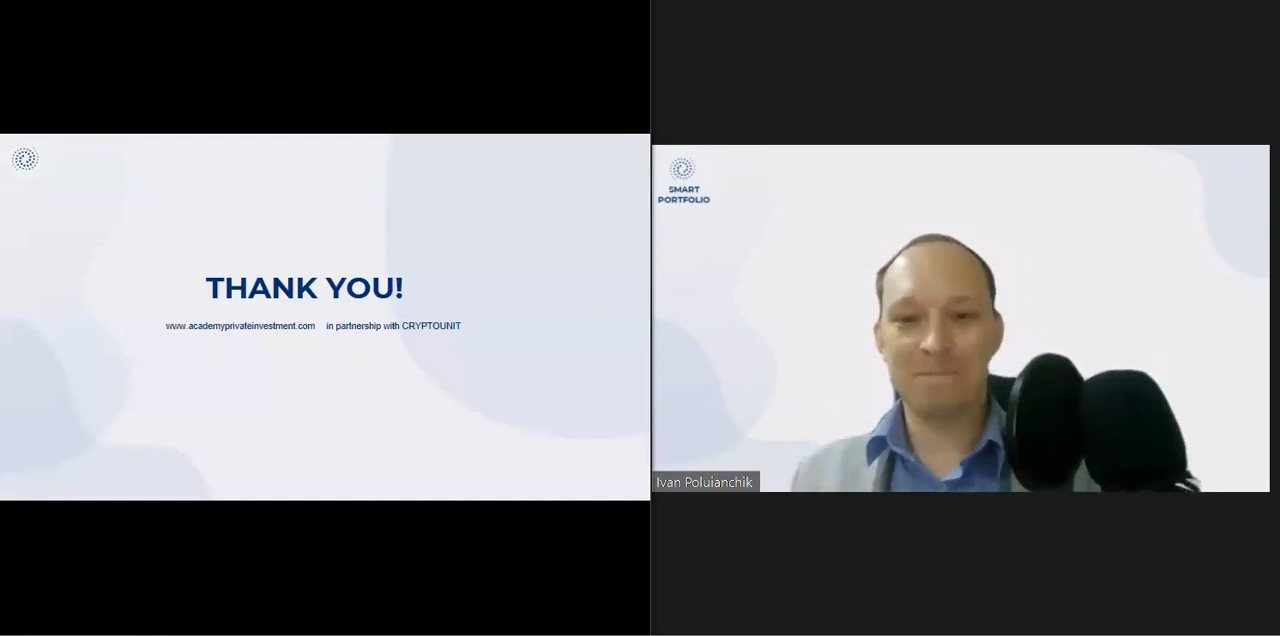 THANK YOU!
www.academyprivateinvestment.com in partnership with CRYPTOUNIT
SMART
PORTFOLIO
Ivan Poluianchik